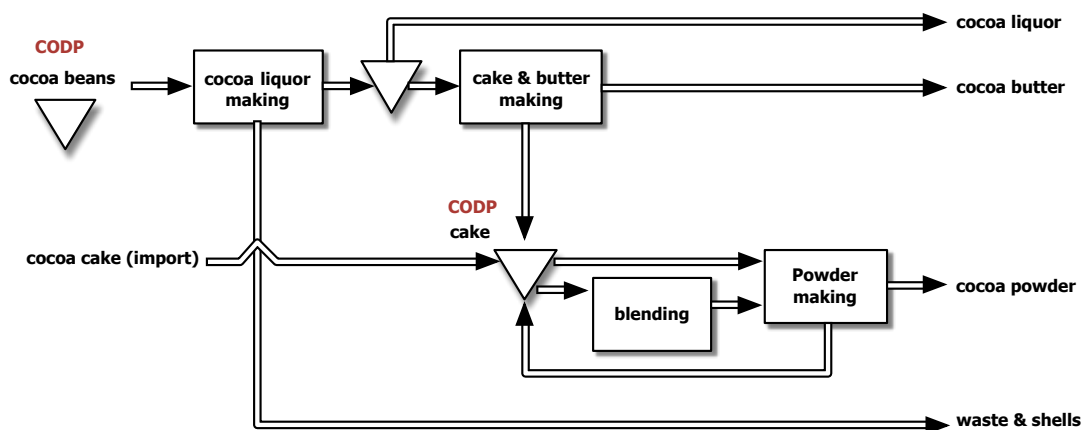 cocoa liquor
CODP
cocoa beans
cocoa liquor
making
cake & butter
making
cocoa butter
CODP
cake
cocoa cake (import)
Powder
making
cocoa powder
blending
waste & shells